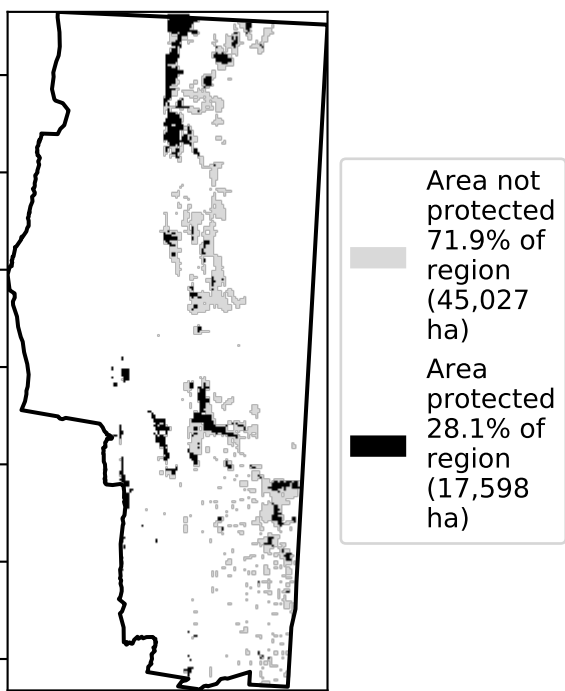 Area not
protected
71.9% of
region
(45,027
ha)
Area
protected
28.1% of
region
(17,598
ha)